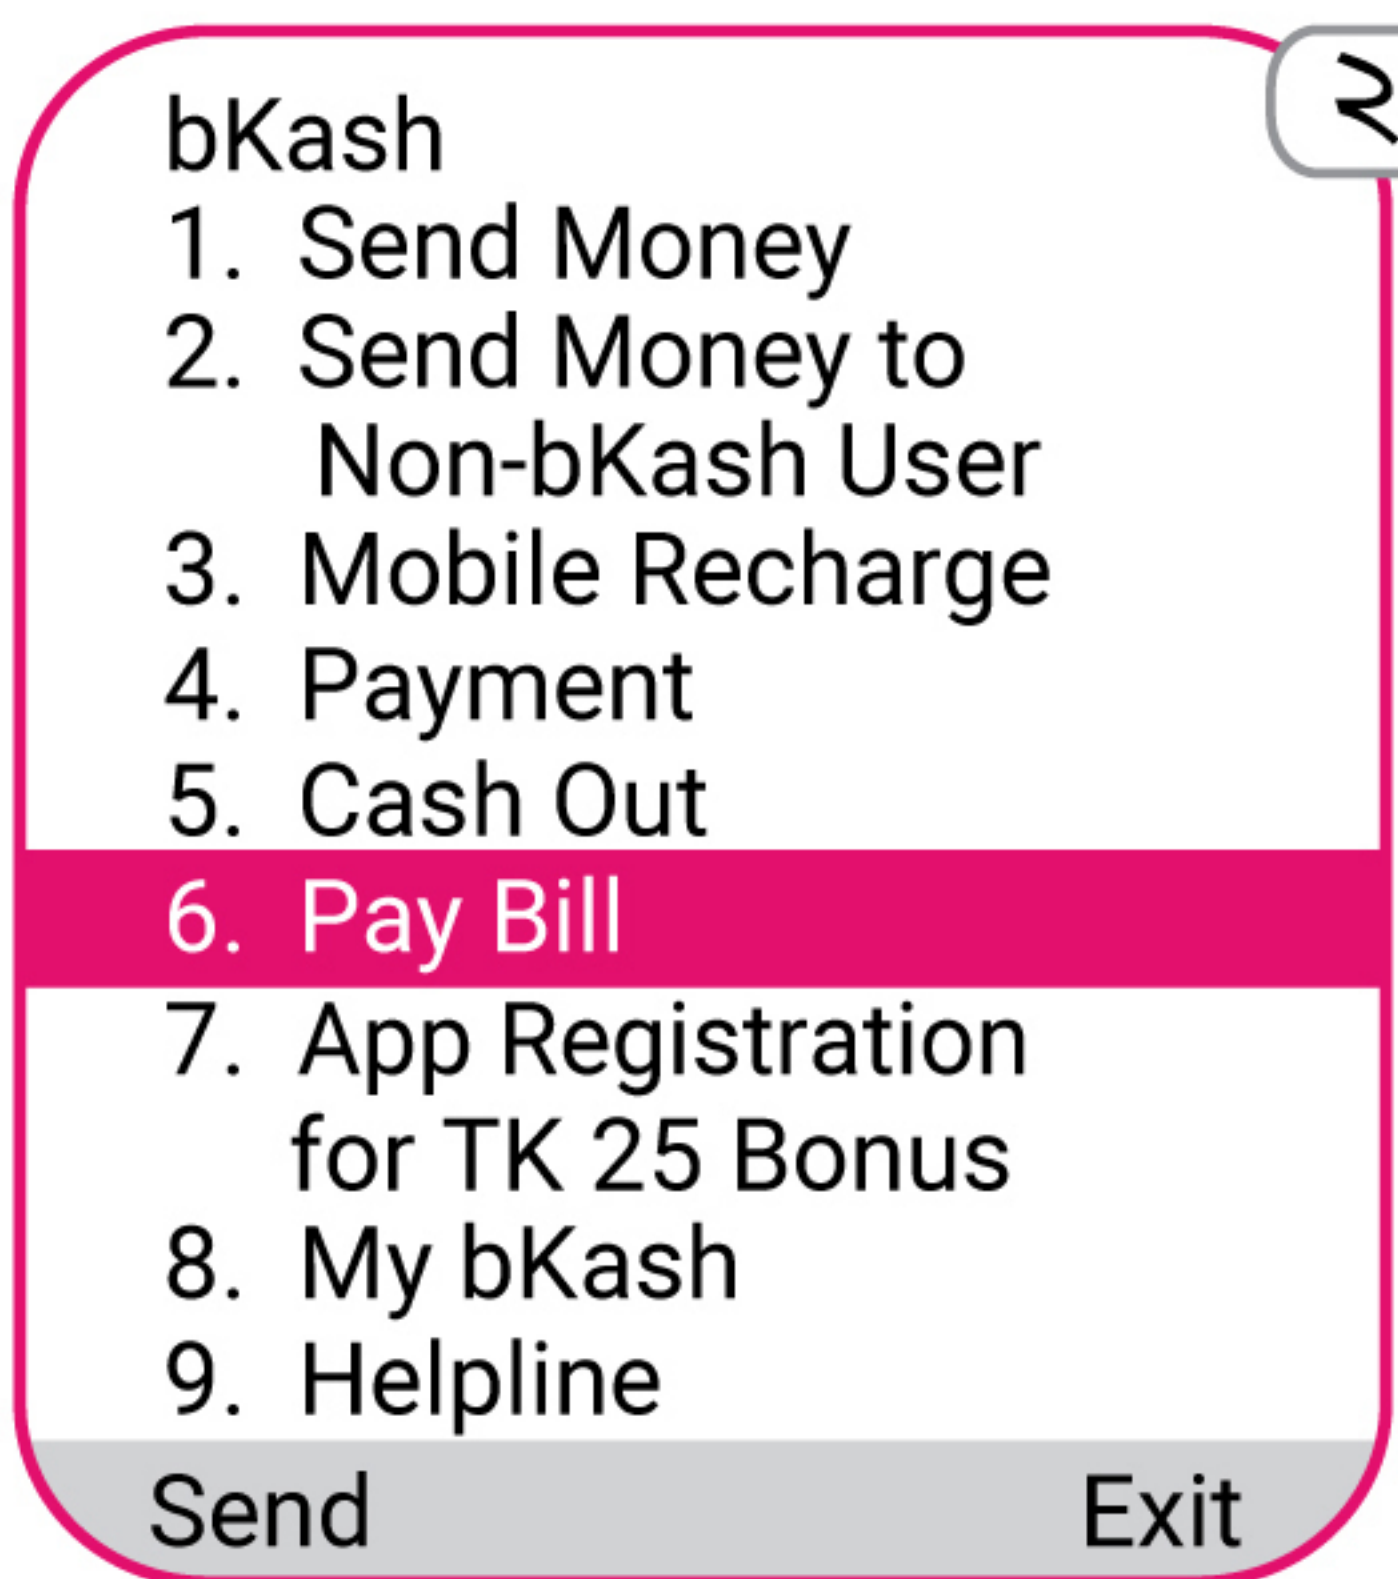 ২
bKash
1. Send Money
2. Send Money to
Non-bKash User
3. Mobile Recharge
4. Payment
5. Cash Out
6. Pay Bill
7. App Registration
for TK 25 Bonus
8. My bKash
9. Helpline
Send Exit